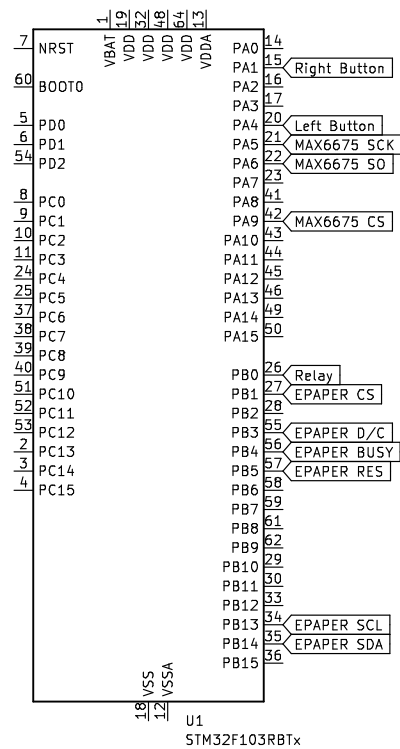 1 VBAT
19 VDD
32 VDD
48 VDD
64 VDD
13 VDDA
7 NRST
60 BOOT0
5 PD0
6 PD1
54 PD2
8 PC0
9 PC1
10 PC2
11 PC3
24 PC4
25 PC5
37 PC6
38 PC7
39 PC8
40 PC9
51 PC10
52 PC11
53 PC12
2 PC13
3 PC14
4 PC15
PA0 14
PA1 15 Right Button
PA2 16
PA3 17
PA4 20 Left Button
PA5 21 MAX6675 SCK
PA6 22 MAX6675 SO
PA7 23
PA8 41
PA9 42 MAX6675 CS
PA10 43
PA11 44
PA12 45
PA13 46
PA14 49
PA15 50
PB0 26 Relay
PB1 27 EPAPER CS
PB2 28
PB3 55 EPAPER D/C
PB4 56 EPAPER BUSY
PB5 57 EPAPER RES
PB6 58
PB7 59
PB8 61
PB9 62
PB10 29
PB11 30
PB12 33
PB13 34 EPAPER SCL
PB14 35 EPAPER SDA
PB15 36
18 VSS
12 VSSA
U1
STM32F103RBTx